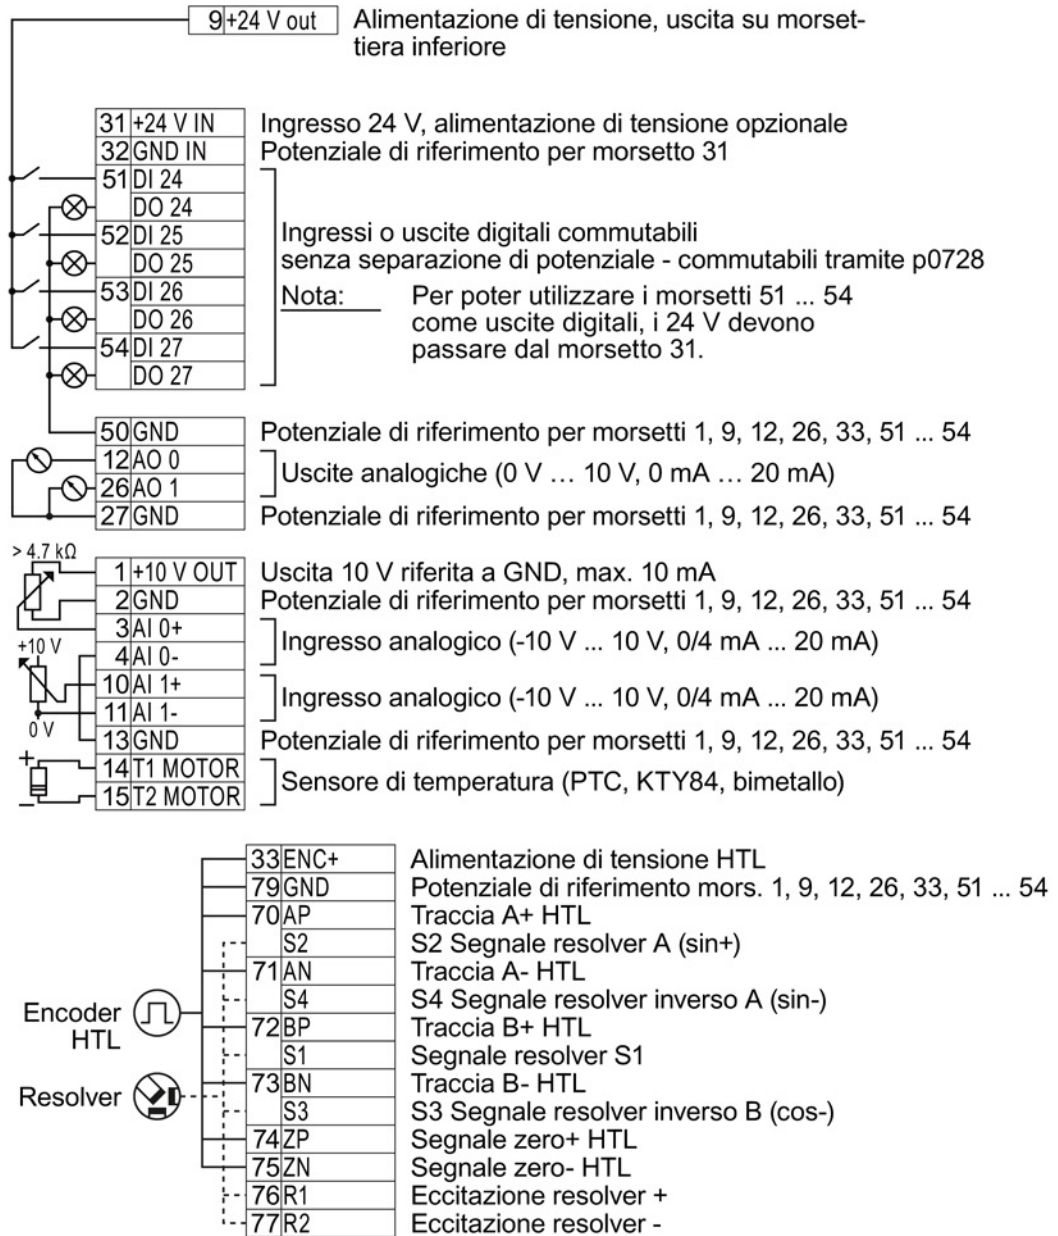 9 +24 V out Alimentazione di tensione, uscita su morset-
tiera inferiore
31 +24 V IN Ingresso 24 V, alimentazione di tensione opzionale
32 GND IN Potenziale di riferimento per morsetto 31
51 DI 24
DO 24
52 DI 25 Ingressi o uscite digitali commutabili
DO 25 senza separazione di potenziale - commutabili tramite p0728
53 DI 26 Nota: Per poter utilizzare i morsetti 51 ... 54
DO 26 come uscite digitali, i 24 V devono
54 DI 27 passare dal morsetto 31.
DO 27
50 GND Potenziale di riferimento per morsetti 1, 9, 12, 26, 33, 51 ... 54
12 AO 0 Uscite analogiche (0 V … 10 V, 0 mA … 20 mA)
26 AO 1
27 GND Potenziale di riferimento per morsetti 1, 9, 12, 26, 33, 51 ... 54
> 4.7 kΩ
1 +10 V OUT Uscita 10 V riferita a GND, max. 10 mA
2 GND Potenziale di riferimento per morsetti 1, 9, 12, 26, 33, 51 ... 54
3 AI 0+ Ingresso analogico (-10 V ... 10 V, 0/4 mA ... 20 mA)
+10 V
4 AI 0-
10 AI 1+ Ingresso analogico (-10 V ... 10 V, 0/4 mA ... 20 mA)
11 AI 1-
0 V
13 GND Potenziale di riferimento per morsetti 1, 9, 12, 26, 33, 51 ... 54
+
14 T1 MOTOR Sensore di temperatura (PTC, KTY84, bimetallo)
– 15 T2 MOTOR
33 ENC+ Alimentazione di tensione HTL
79 GND Potenziale di riferimento mors. 1, 9, 12, 26, 33, 51 ... 54
70 AP Traccia A+ HTL
S2 S2 Segnale resolver A (sin+)
71 AN Traccia A- HTL
S4 S4 Segnale resolver inverso A (sin-)
Encoder
HTL
72 BP Traccia B+ HTL
S1 Segnale resolver S1
73 BN Traccia B- HTL
Resolver
S3 S3 Segnale resolver inverso B (cos-)
74 ZP Segnale zero+ HTL
75 ZN Segnale zero- HTL
76 R1 Eccitazione resolver +
77 R2 Eccitazione resolver -